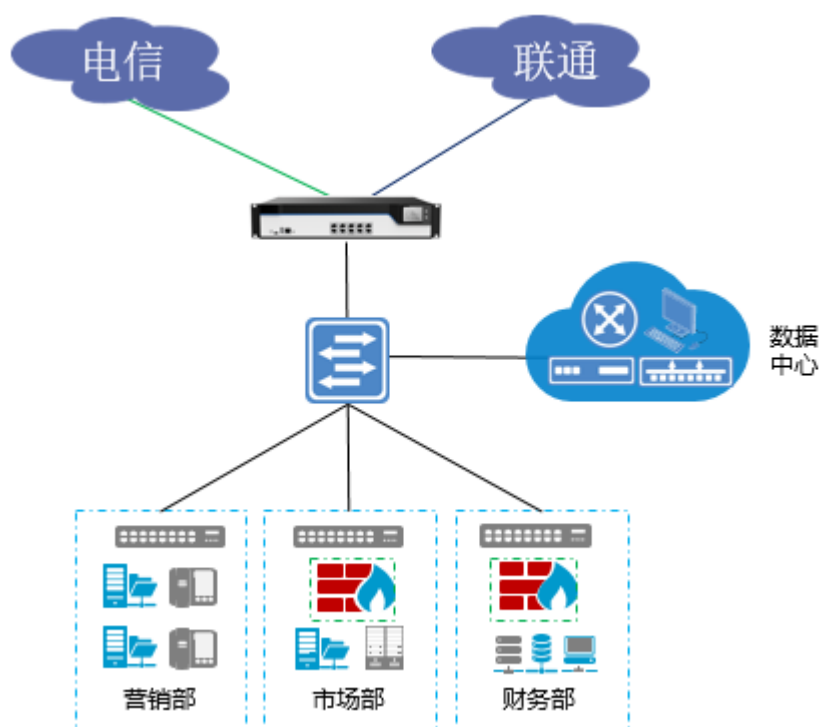 电信
联通
数据
中心
营销部
市场部
财务部